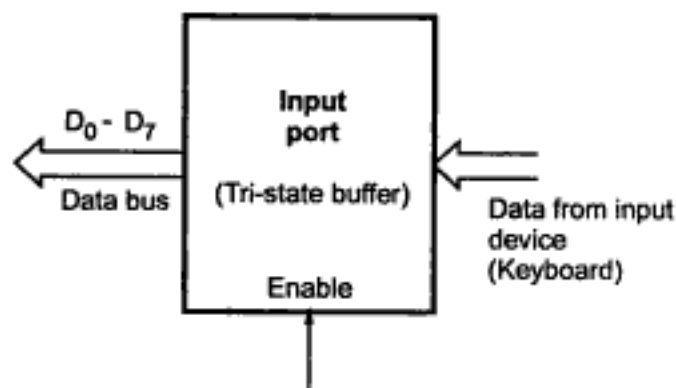 Input
port
(Tri-state buffer)
Enable
D₀ - D₇
Data bus
Data from input
device
(Keyboard)